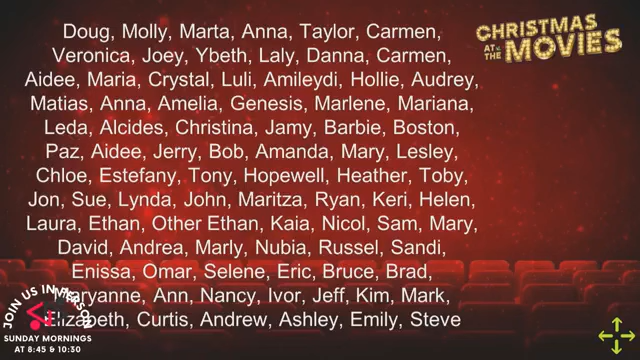 Doug, Molly, Marta, Anna, Taylor, Carmen,
Veronica, Joey, Ybeth, Laly, Danna, Carmen,
Aidee, Maria, Crystal, Luli, Amileydi, Hollie, Audrey,
Matias, Anna, Amelia, Genesis, Marlene, Mariana,
Leda, Alcides, Christina, Jamy, Barbie, Boston,
Paz, Aidee, Jerry, Bob, Amanda, Mary, Lesley,
Chloe, Estefany, Tony, Hopewell, Heather, Toby,
Jon, Sue, Lynda, John, Maritza, Ryan, Keri, Helen,
Laura, Ethan, Other Ethan, Kaia, Nicol, Sam, Mary,
David, Andrea, Marly, Nubia, Russel, Sandi,
Enissa, Omar, Selene, Eric, Bruce, Brad,
Maryanne, Ann, Nancy, Ivor, Jeff, Kim, Mark,
Elizabeth, Curtis, Andrew, Ashley, Emily, Steve
CHRISTMAS
AT THE
MOVIES
JOIN US IN PERSON
SUNDAY MORNINGS
AT 8:45 & 10:30